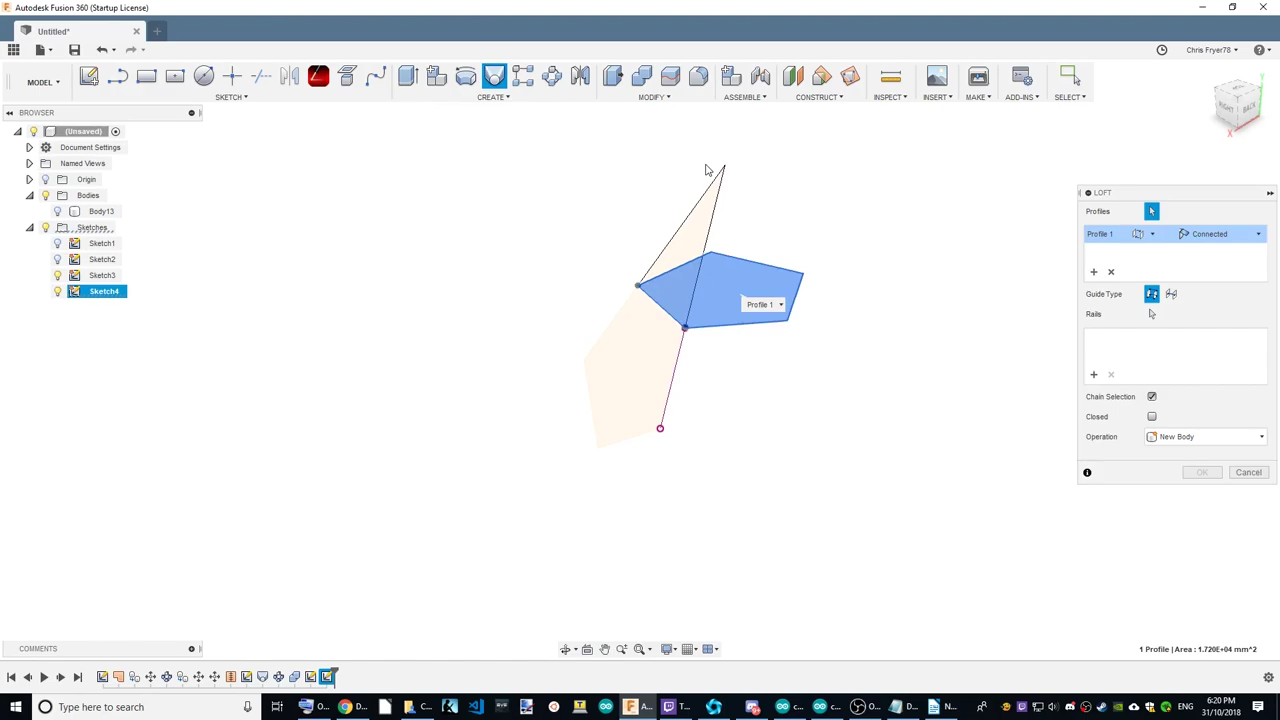 Autodesk Fusion 360 (Startup License)
Untitled*
Chris Fryer78
MODEL
SKETCH
CREATE
MODIFY
ASSEMBLE
CONSTRUCT
INSPECT
INSERT
MAKE
ADD-INS
SELECT
RIGHT
BACK
Y
X
BROWSER
(Unsaved)
Document Settings
Named Views
Origin
Bodies
Body13
Sketches
Sketch1
Sketch2
Sketch3
Sketch4
Profile 1
LOFT
Profiles
Profile 1 Connected
Guide Type
Rails
Chain Selection
Closed
Operation New Body
OK Cancel
COMMENTS
1 Profile | Area : 1.720E+04 mm^2
Type here to search
O...
C...
C...
A...
T...
O...
C...
C...
N...
ENG
6:20 PM
31/10/2018